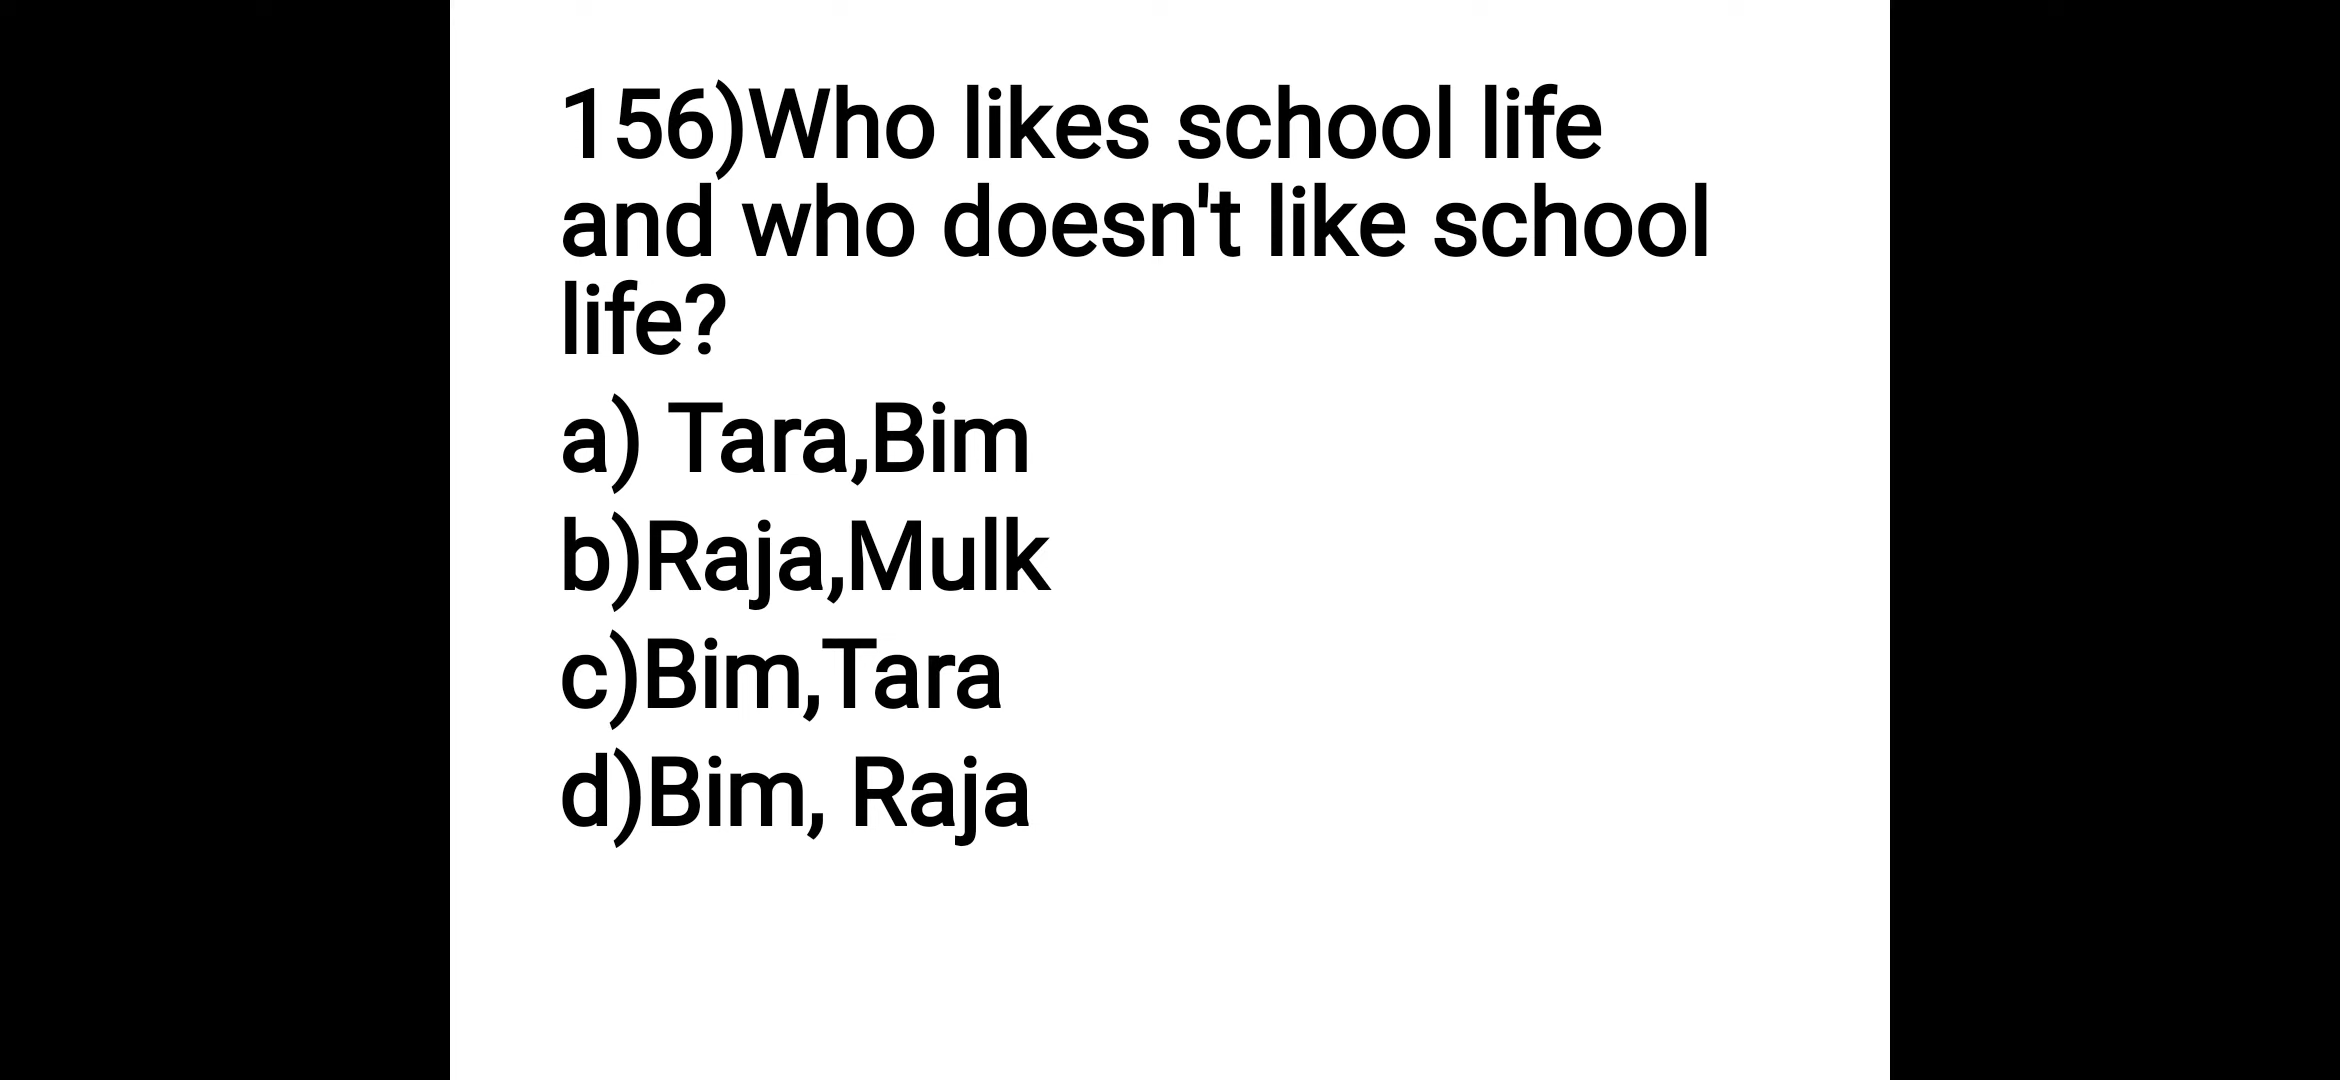 156)Who likes school life
and who doesn't like school
life?
a) Tara,Bim
b)Raja,Mulk
c)Bim,Tara
d)Bim, Raja